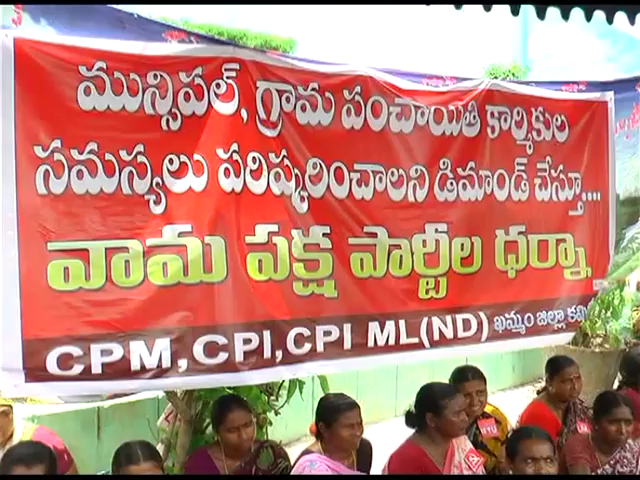 మున్సిపల్, గ్రామ పంచాయితి కార్మికుల
సమస్యలు పరిష్కరించాలని డిమాండ్ చేస్తూ....
వామ పక్ష పార్టీల ధర్నా
CPM,CPI,CPI ML(ND) ఖమ్మం జిల్లా